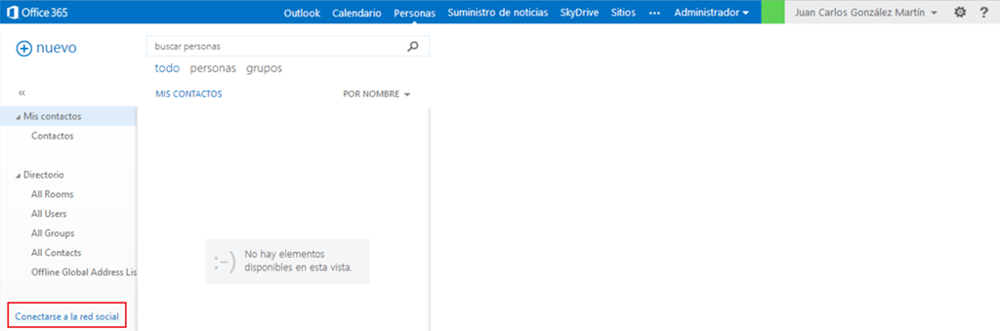 Office 365 Outlook Calendario Personas Suministro de noticias SkyDrive Sitios ••• Administrador Juan Carlos González Martín ?
nuevo
buscar personas
todo personas grupos
MIS CONTACTOS POR NOMBRE
Mis contactos
Contactos
Directorio
All Rooms
All Users
All Groups
All Contacts
Offline Global Address Lis
:-) No hay elementos
disponibles en esta vista.
Conectarse a la red social